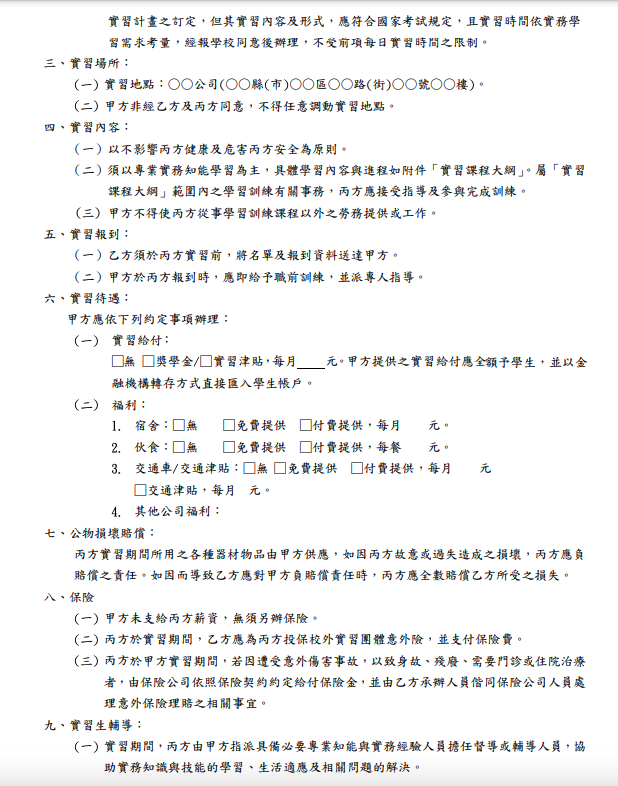 實習計畫之訂定，但其實習內容及形式，應符合國家考試規定，且實習時間依實務學
習需求考量，經報學校同意後辦理，不受前項每日實習時間之限制。
三、實習場所：
(一) 實習地點：○○公司(○○縣(市)○○區○○路(街)○○號○○樓)。
(二) 甲方非經乙方及丙方同意，不得任意調動實習地點。
四、實習內容：
(一) 以不影響丙方健康及危害丙方安全為原則。
(二) 須以專業實務知能學習為主，具體學習內容與進程如附件「實習課程大綱」。屬「實習
課程大綱」範圍內之學習訓練有關事務，丙方應接受指導及參與完成訓練。
(三) 甲方不得使丙方從事學習訓練課程以外之勞務提供或工作。
五、實習報到：
(一) 乙方須於丙方實習前，將名單及報到資料送達甲方。
(二) 甲方於丙方報到時，應即給予職前訓練，並派專人指導。
六、實習待遇：
甲方應依下列約定事項辦理：
(一) 實習給付：
□無 □獎學金/□實習津貼，每月____元。甲方提供之實習給付應全額予學生，並以金
融機構轉存方式直接匯入學生帳戶。
(二) 福利：
1. 宿舍：□無 □免費提供 □付費提供，每月 元。
2. 伙食：□無 □免費提供 □付費提供，每餐 元。
3. 交通車/交通津貼：□無 □免費提供 □付費提供，每月 元
□交通津貼，每月 元。
4. 其他公司福利：
七、公物損壞賠償：
丙方實習期間所用之各種器材物品由甲方供應，如因丙方故意或過失造成之損壞，丙方應負
賠償之責任。如因而導致乙方應對甲方負賠償責任時，丙方應全數賠償乙方所受之損失。
八、保險
(一) 甲方未支給丙方薪資，無須另辦保險。
(二) 丙方於實習期間，乙方應為丙方投保校外實習團體意外險，並支付保險費。
(三) 丙方於甲方實習期間，若因遭受意外傷害事故，以致身故、殘廢、需要門診或住院治療
者，由保險公司依照保險契約約定給付保險金，並由乙方承辦人員偕同保險公司人員處
理意外保險理賠之相關事宜。
九、實習生輔導：
(一) 實習期間，丙方由甲方指派具備必要專業知能與實務經驗人員擔任督導或輔導人員，協
助實務知識與技能的學習、生活適應及相關問題的解決。